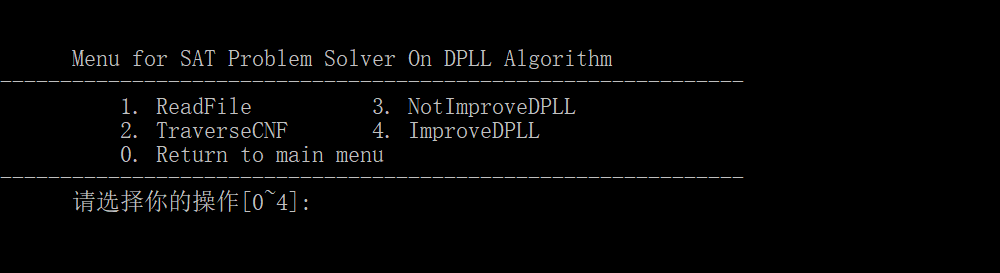 Menu for SAT Problem Solver On DPLL Algorithm
---------------------------------------------------------------
1. ReadFile 3. NotImproveDPLL
2. TraverseCNF 4. ImproveDPLL
0. Return to main menu
---------------------------------------------------------------
请选择你的操作[0~4]: